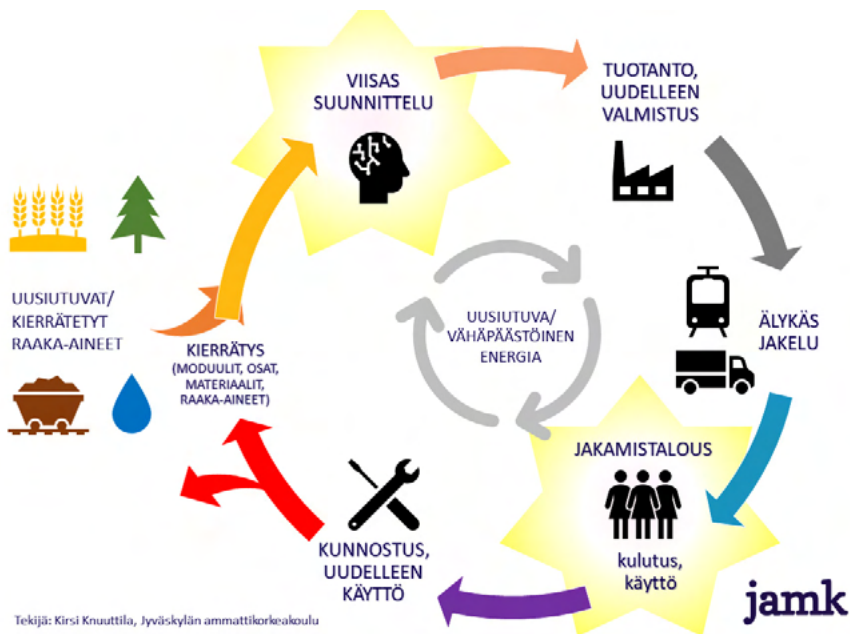 VIISAS
SUUNNITTELU
TUOTANTO,
UUDELLEEN
VALMISTUS
ÄLYKÄS
JAKELU
JAKAMISTALOUS
kulutus,
käyttö
KUNNOSTUS,
UUDELLEEN
KÄYTTÖ
KIERRÄTYS
(MODUULIT, OSAT,
MATERIAALIT,
RAAKA-AINEET)
UUSIUTUVAT/
KIERRÄTETYT
RAAKA-AINEET
UUSIUTUVA/
VÄHÄPÄÄSTÖINEN
ENERGIA
Tekijä: Kirsi Knuuttila, Jyväskylän ammattikorkeakoulu
jamk